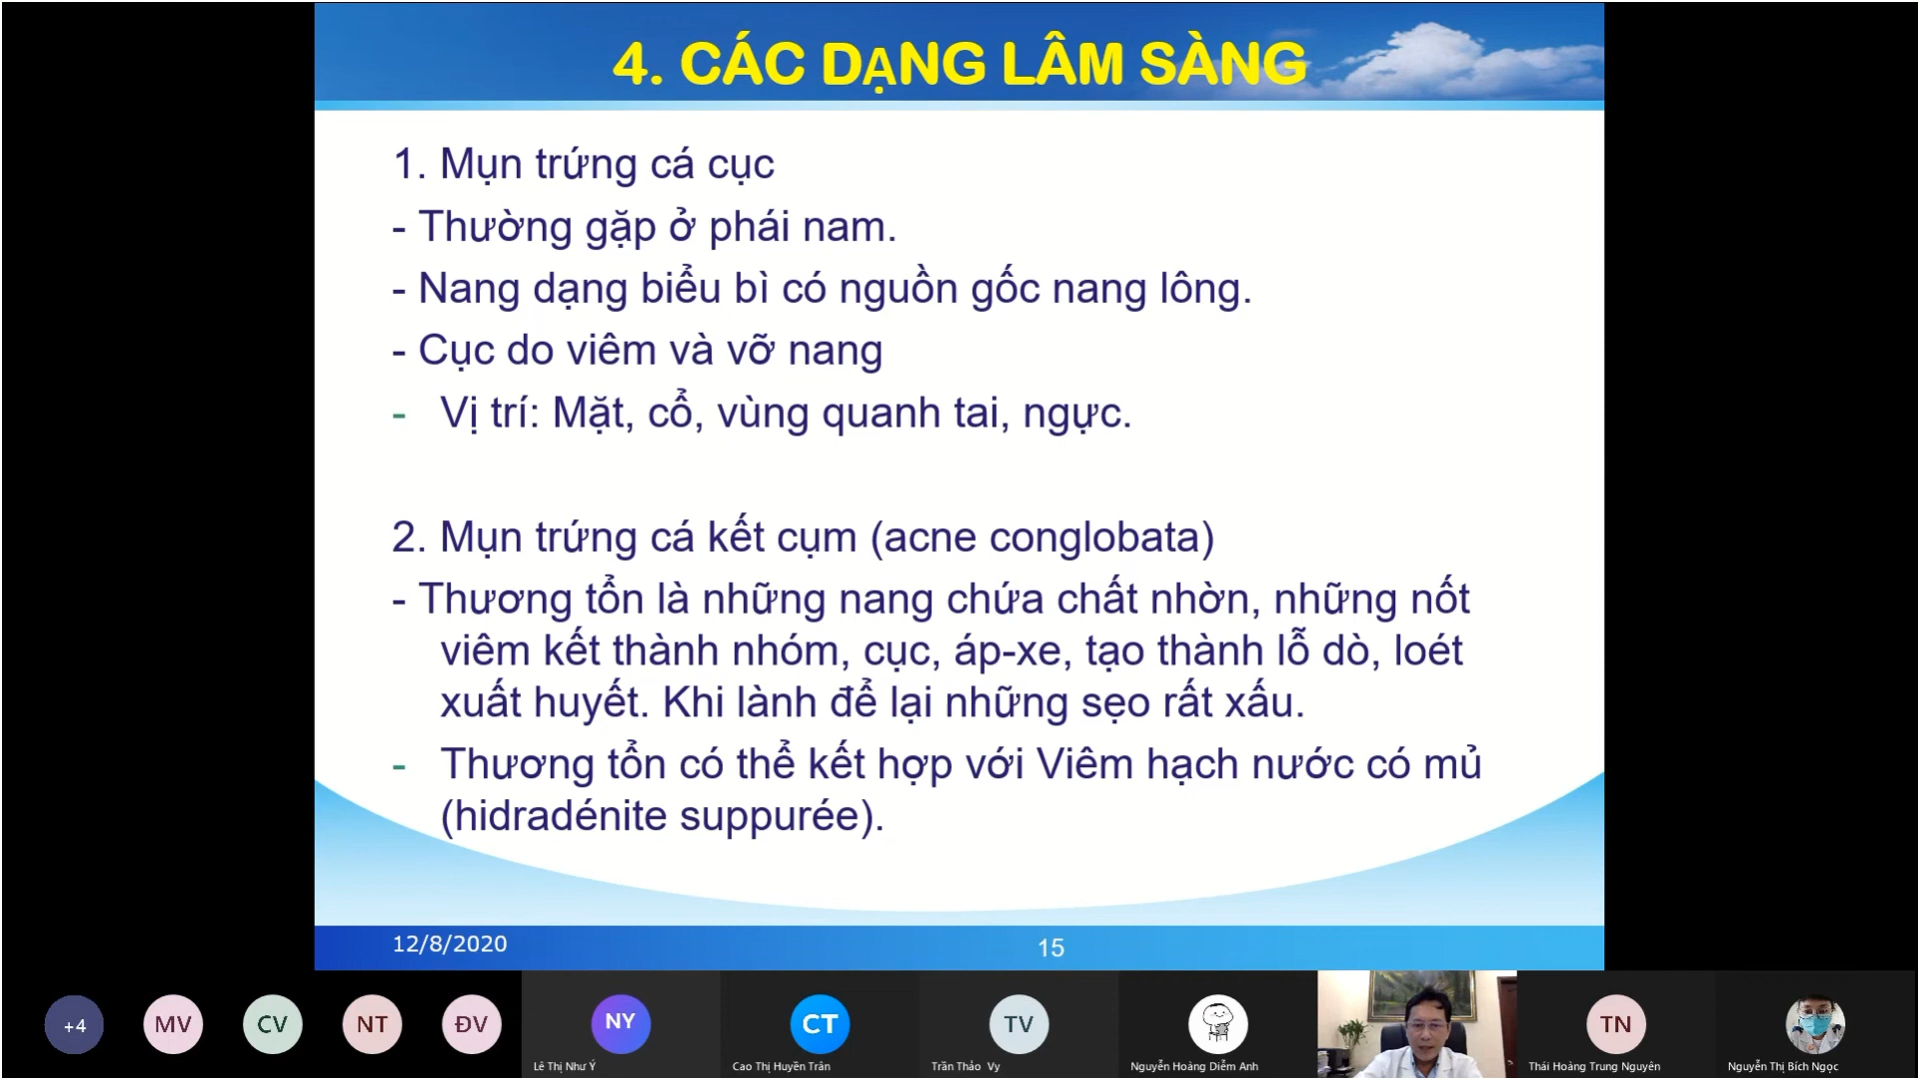 4. CÁC DẠNG LÂM SÀNG
1. Mụn trứng cá cục
- Thường gặp ở phái nam.
- Nang dạng biểu bì có nguồn gốc nang lông.
- Cục do viêm và vỡ nang
- Vị trí: Mặt, cổ, vùng quanh tai, ngực.
2. Mụn trứng cá kết cụm (acne conglobata)
- Thương tổn là những nang chứa chất nhờn, những nốt
viêm kết thành nhóm, cục, áp-xe, tạo thành lỗ dò, loét
xuất huyết. Khi lành để lại những sẹo rất xấu.
- Thương tổn có thể kết hợp với Viêm hạch nước có mủ
(hidradénite suppurée).
12/8/2020
15
+4
MV
CV
NT
ĐV
NY
Lê Thị Như Ý
CT
Cao Thị Huyền Trân
TV
Trần Thảo Vy
Nguyễn Hoàng Diễm Anh
TN
Thái Hoàng Trung Nguyên
Nguyễn Thị Bích Ngọc